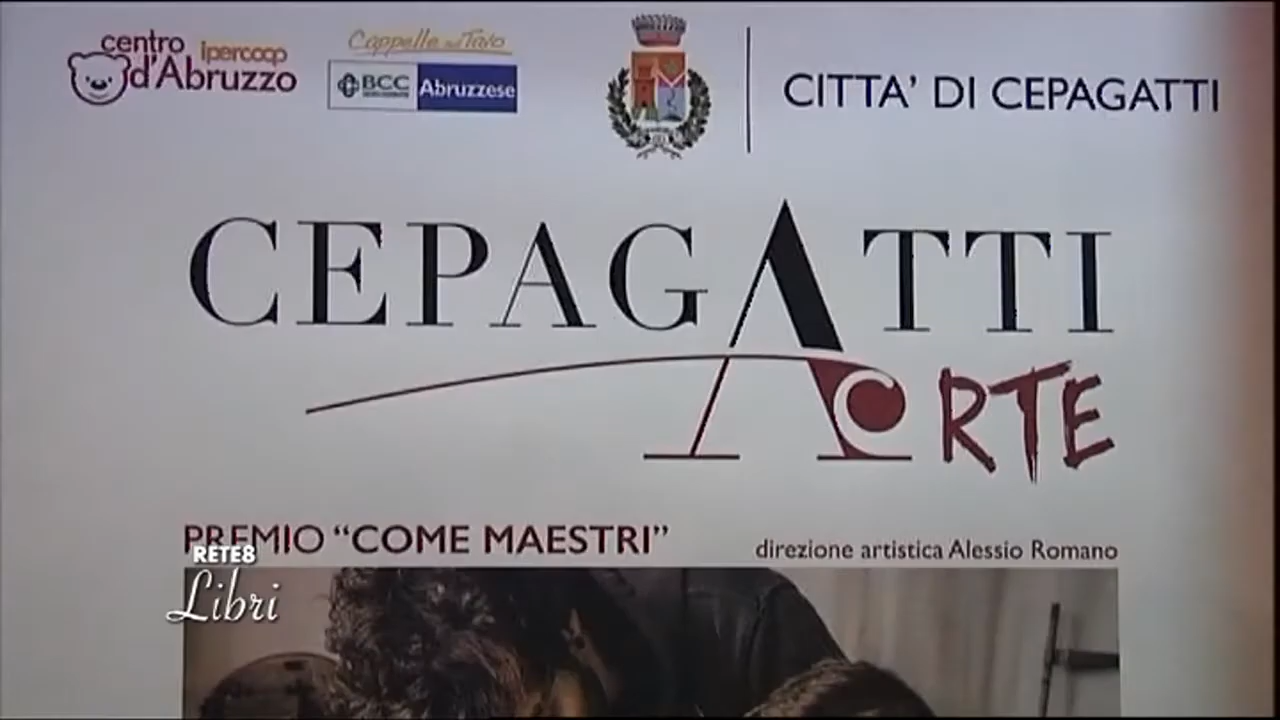 centro
ipercoop
d'Abruzzo
Cappelle sul Tavo
BCC
Abruzzese
CITTA' DI CEPAGATTI
CEPAGATTI
ARTE
PREMIO “COME MAESTRI”
direzione artistica Alessio Romano
RETE8
Libri